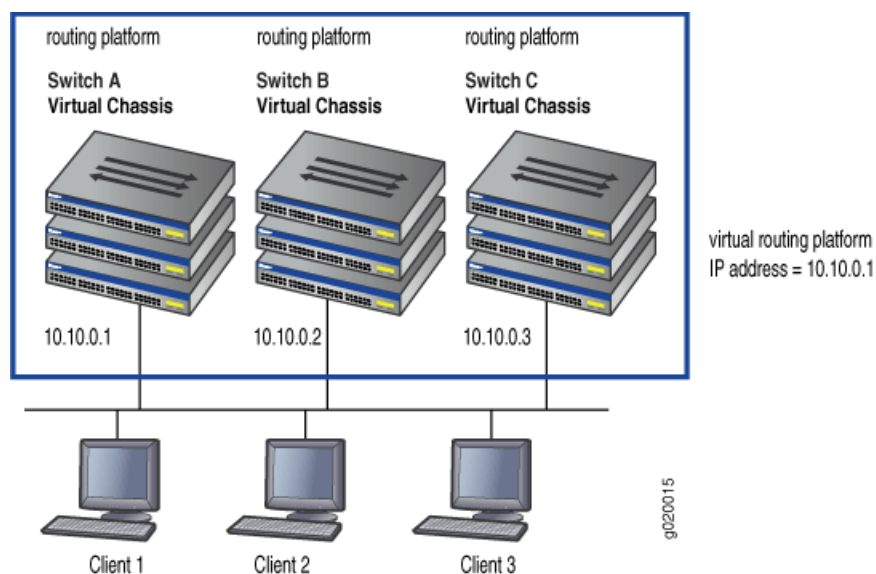 routing platform
routing platform
routing platform
Switch A
Virtual Chassis
Switch B
Virtual Chassis
Switch C
Virtual Chassis
virtual routing platform
IP address = 10.10.0.1
10.10.0.1
10.10.0.2
10.10.0.3
Client 1
Client 2
Client 3
g020015